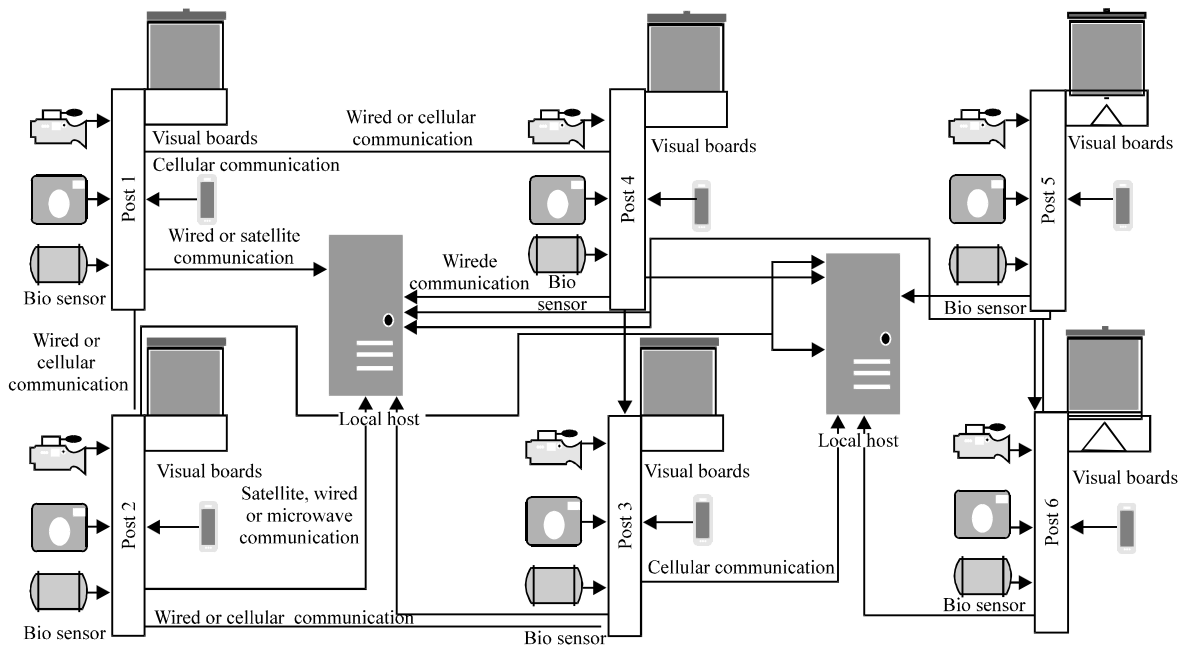 Wired or cellular
communication
Visual boards
Visual boards
Visual boards
Cellular communication
Post 1
Post 4
Post 5
Wired or satellite
communication
Wirede
communication
Bio
sensor
Bio sensor
Bio sensor
Wired or
cellular
communication
Local host
Local host
Visual boards
Visual boards
Visual boards
Satellite, wired
or microwave
communication
Post 2
Post 3
Post 6
Cellular communication
Bio sensor
Wired or cellular communication
Bio sensor
Bio sensor